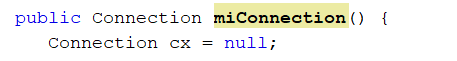 public Connection miConnection() {
Connection cx = null;